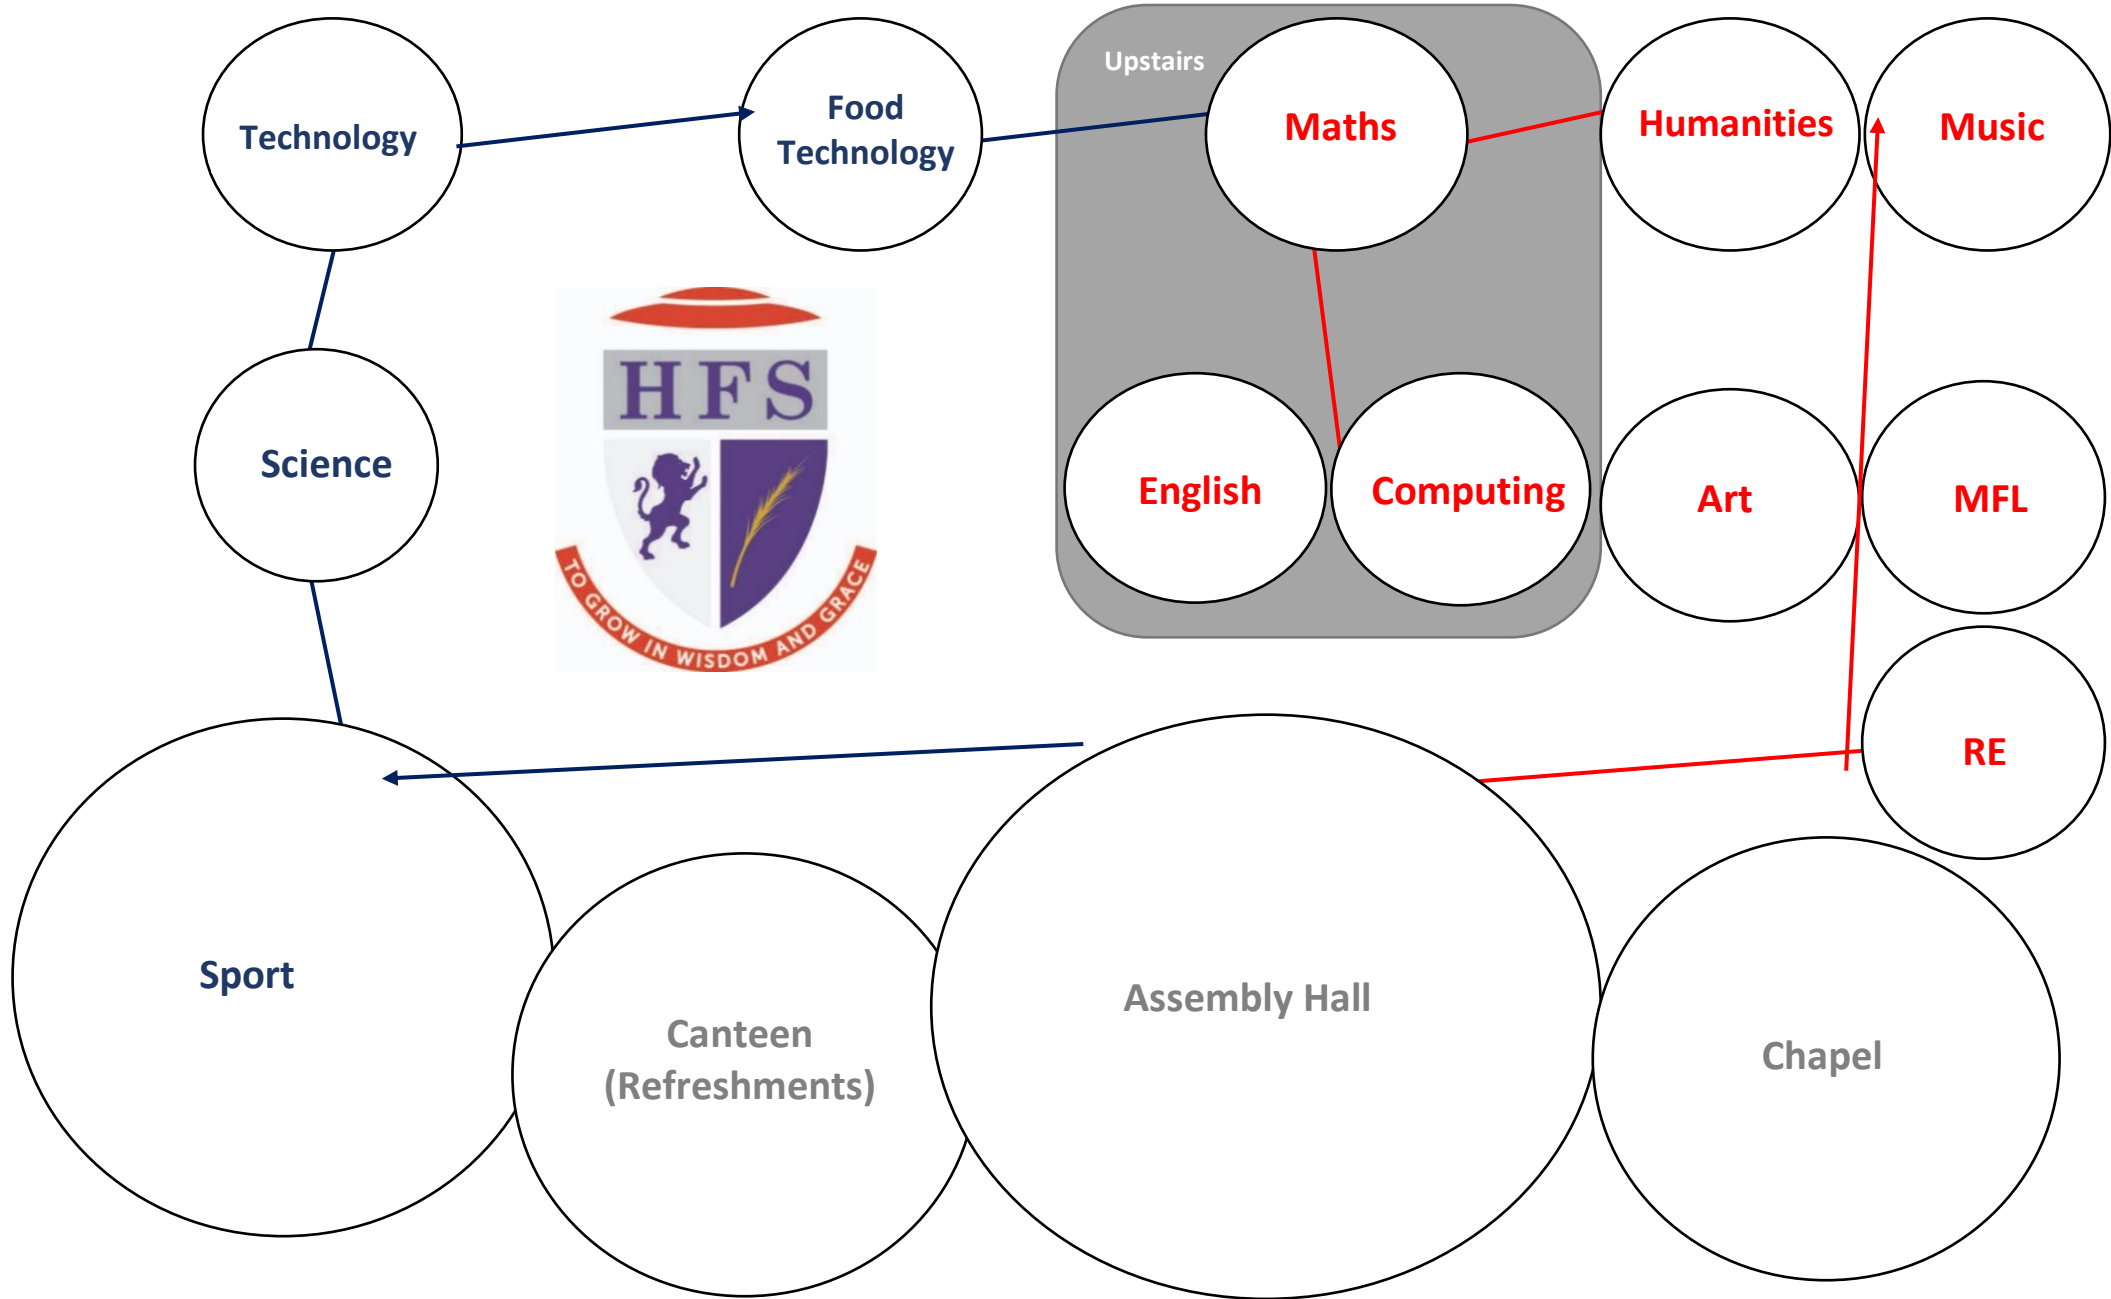 Upstairs
Technology
Food
Technology
Maths
Humanities
Music
HFS
Science
English
Computing
Art
MFL
TO GROW IN WISDOM AND GRACE
RE
Sport
Canteen
(Refreshments)
Assembly Hall
Chapel